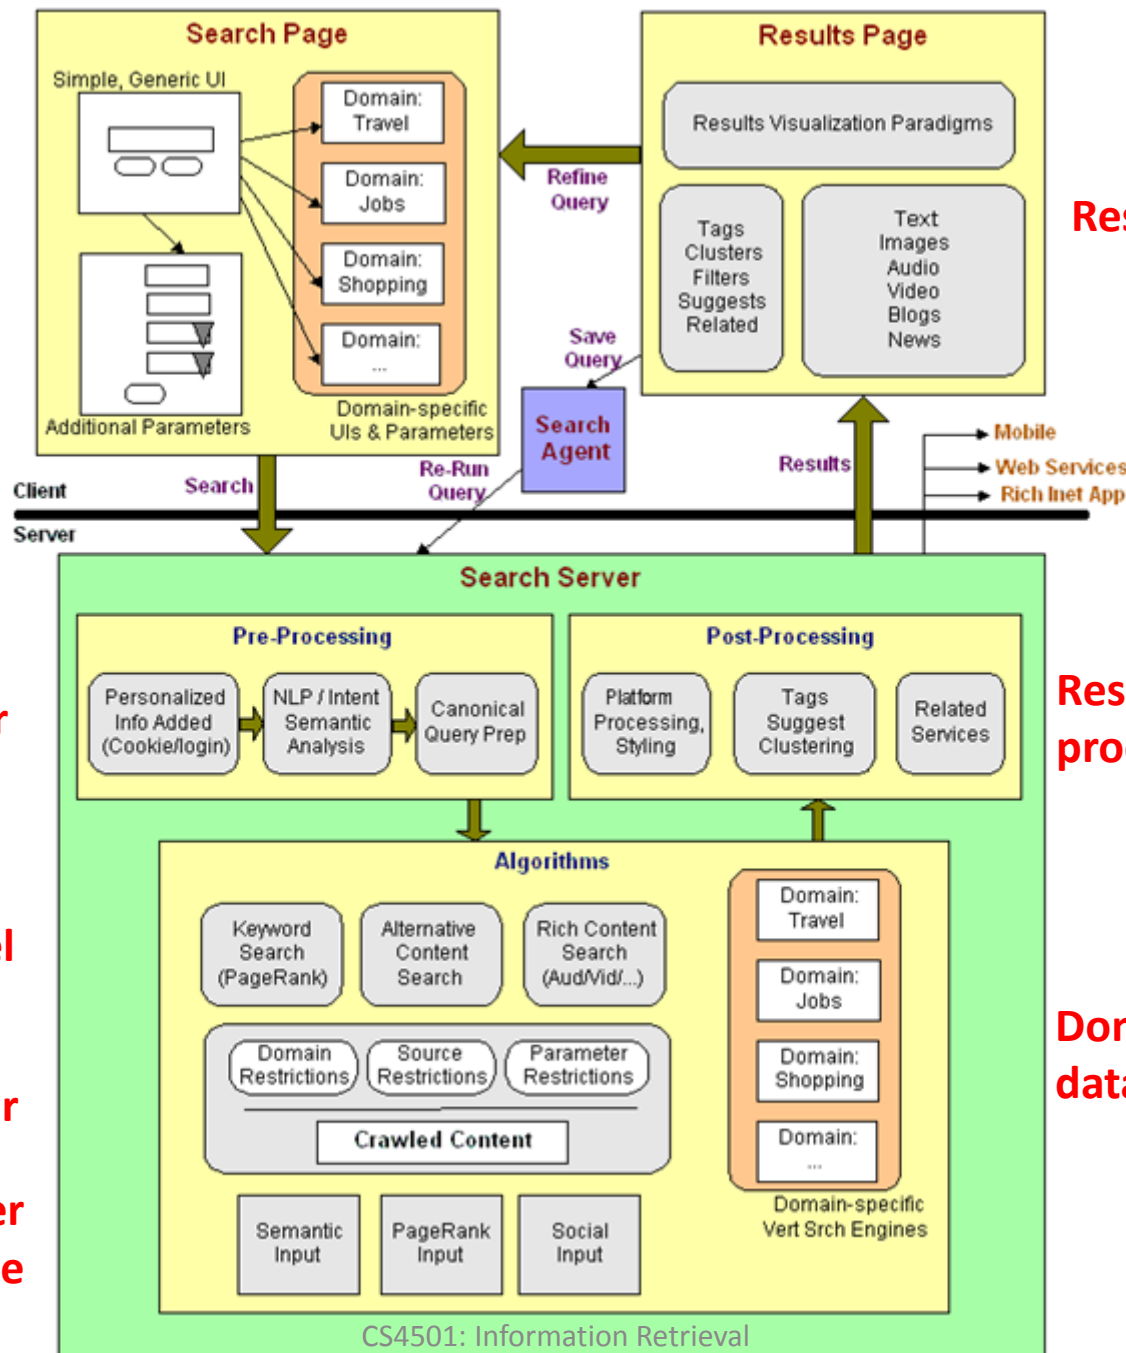 Search Page
Simple, Generic UI
Domain:
Travel
Domain:
Jobs
Domain:
Shopping
Domain:
...
Domain-specific
UIs & Parameters
Additional Parameters
Results Page
Results Visualization Paradigms
Tags
Clusters
Filters
Suggests
Related
Text
Images
Audio
Video
Blogs
News
Refine
Query
Save
Query
Search
Agent
Re-Run
Query
Search
Results
Mobile
Web Services
Rich Inet App
Client
Server
Search Server
Pre-Processing
Personalized
Info Added
(Cookie/login)
NLP / Intent
Semantic
Analysis
Canonical
Query Prep
Post-Processing
Platform
Processing,
Styling
Tags
Suggest
Clustering
Related
Services
Algorithms
Keyword
Search
(PageRank)
Alternative
Content
Search
Rich Content
Search
(Aud/Vid/...)
Domain
Restrictions
Source
Restrictions
Parameter
Restrictions
Crawled Content
Semantic
Input
PageRank
Input
Social
Input
Domain:
Travel
Domain:
Jobs
Domain:
Shopping
Domain:
...
Domain-specific
Vert Srch Engines
CS4501: Information Retrieval